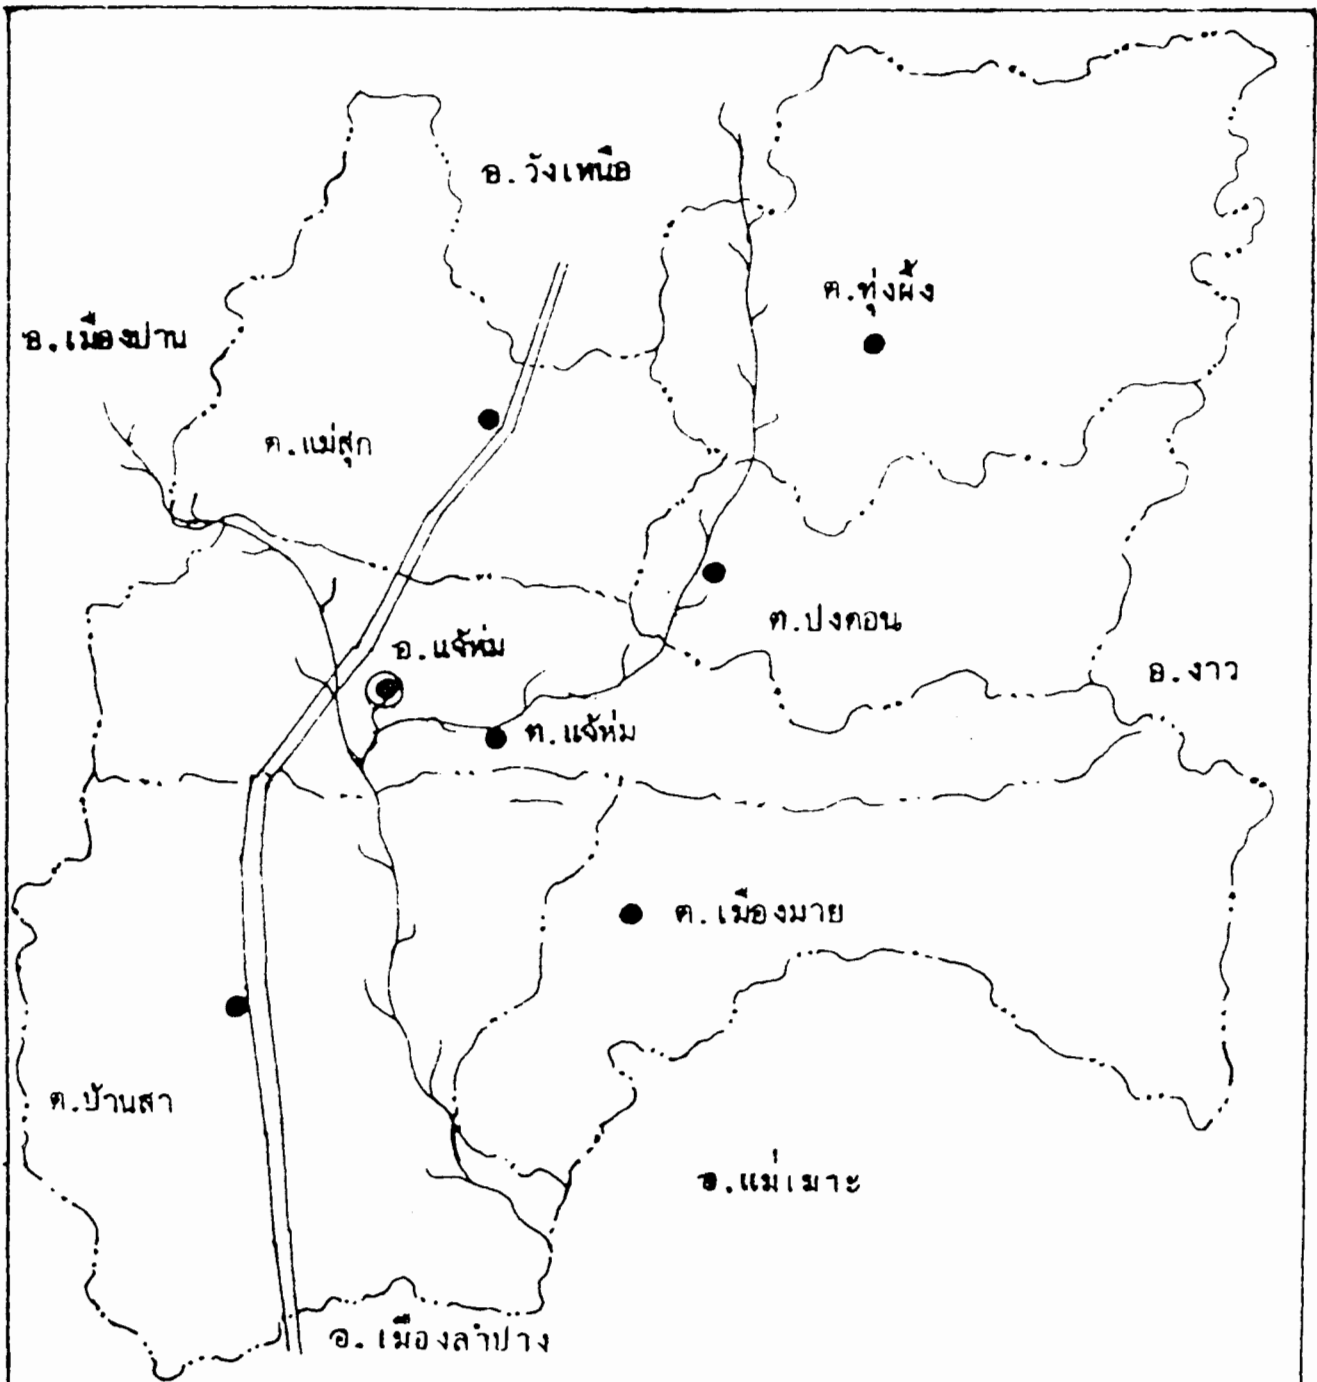 อ.วังเหนือ
ต.ทุ่งผึ้ง
อ.เมืองปาน
ต.แม่สุก
ต.ปงดอน
อ.แจ้ห่ม
อ.งาว
ต.แจ้ห่ม
ต.เมืองมาย
ต.บ้านสา
อ.แม่เมาะ
อ.เมืองลำปาง